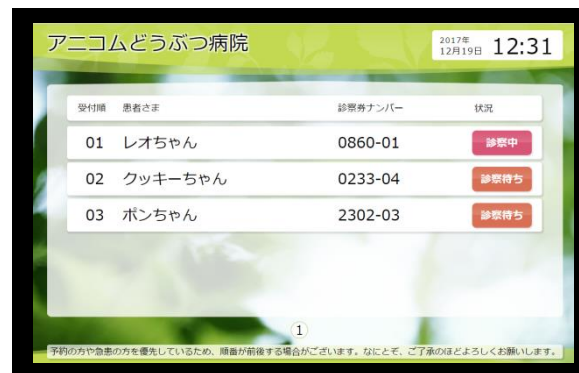 アニコムどうぶつ病院
2017年
12月19日 12:31
受付順 患者さま 診察券ナンバー 状況
01 レオちゃん 0860-01 診察中
02 クッキーちゃん 0233-04 診察待ち
03 ポンちゃん 2302-03 診察待ち
1
予約の方や急患の方を優先しているため、順番が前後する場合がございます。なにとぞ、ご了承のほどよろしくお願いします。